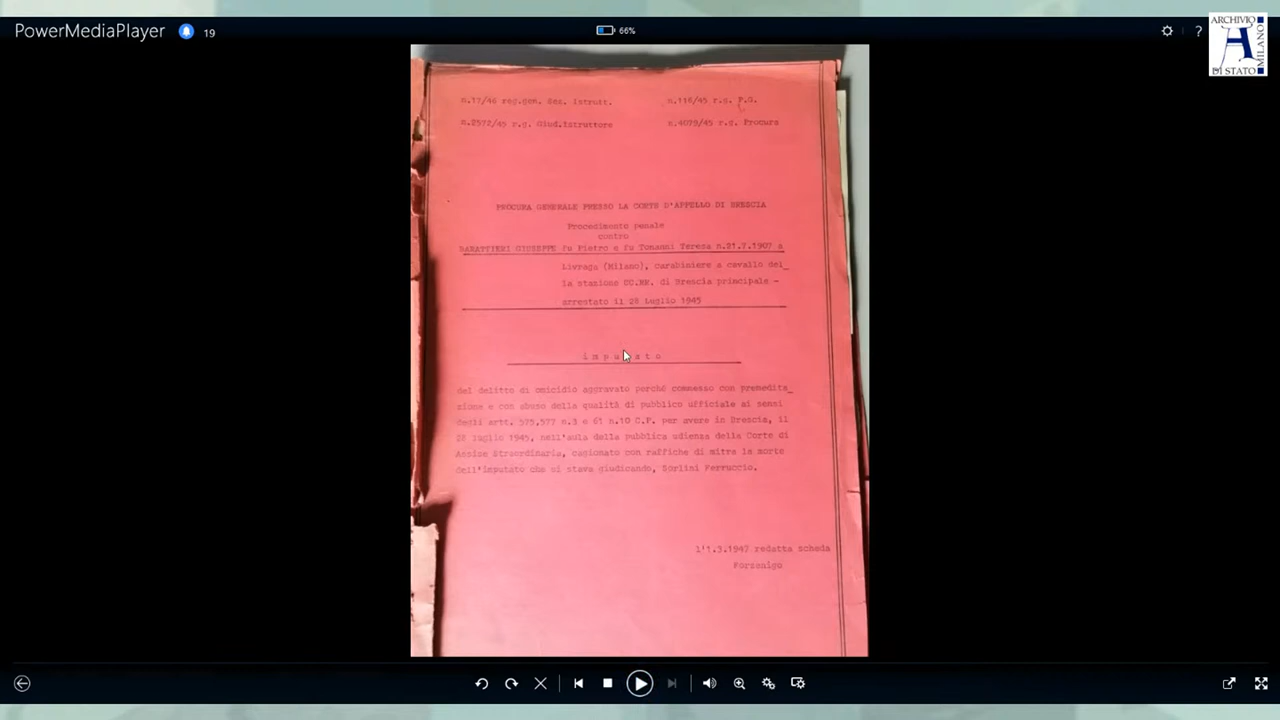 PowerMediaPlayer
19
66%
?
ARCHIVIO
DI STATO
MILANO
n.17/46 reg.gen. Sez. Istrutt.
n.118/45 r.g. P.G.
n.2572/45 r.g. Giud.Istruttore
n.4079/45 r.g. Procura
PROCURA GENERALE PRESSO LA CORTE D'APPELLO DI BRESCIA
Procedimento penale
contro
BARATTIERI GIUSEPPE fu Pietro e fu Tonanni Teresa n.21.7.1907 a
Livraga (Milano), carabiniere a cavallo del_
la stazione CC.RR. di Brescia principale -
arrestato il 28 Luglio 1945
i m p u t a t o
del delitto di omicidio aggravato perché commesso con premedita_
zione e con abuso della qualità di pubblico ufficiale ai sensi
degli artt. 575,577 n.3 e 61 n.10 C.P. per avere in Brescia, il
28 luglio 1945, nell'aula della pubblica udienza della Corte di
Assise Straordinaria, cagionato con raffiche di mitra la morte
dell'imputato che si stava giudicando, Sorlini Ferruccio.
l'1.3.1947 redatta scheda
Forzenigo